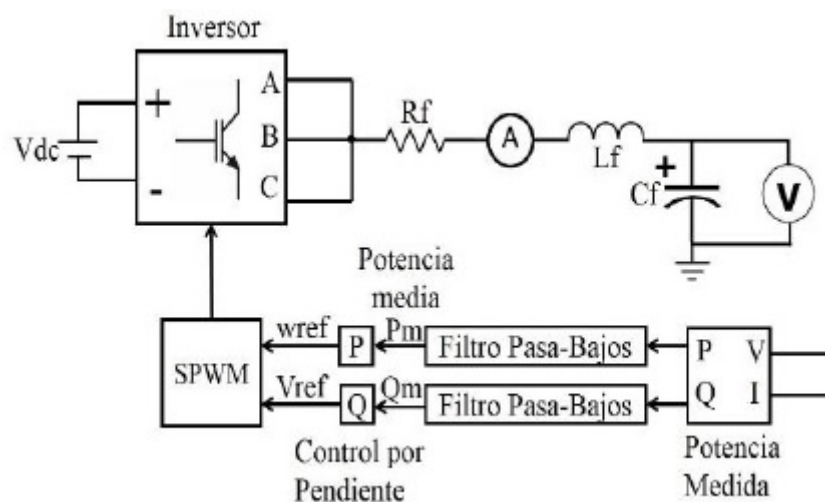 Inversor
A
B
C
+
-
Vdc
Rf
A
Lf
+
Cf
V
Potencia
media
wref
P
Pm
Filtro Pasa-Bajos
P
V
SPWM
Vref
Q
Qm
Filtro Pasa-Bajos
Q
I
Control por
Pendiente
Potencia
Medida